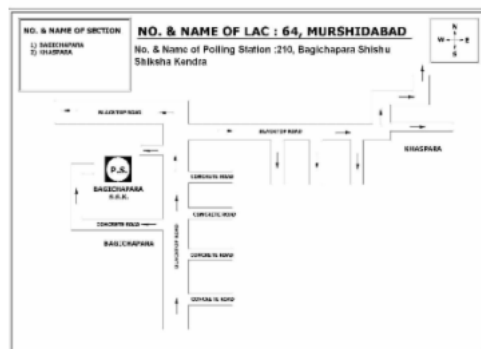 NO. & NAME OF SECTION
1) BAGICHAPARA
2) KHASPARA
NO. & NAME OF LAC : 64, MURSHIDABAD
No. & Name of Polling Station :210, Bagichapara Shishu
Shiksha Kendra
N
W
E
S
BLACKTOP ROAD
BLACKTOP ROAD
KHASPARA
P.S.
BAGICHAPARA
S.S.K.
CONCRETE ROAD
BAGICHAPARA
BLACKTOP ROAD
CONCRETE ROAD
CONCRETE ROAD
CONCRETE ROAD
CONCRETE ROAD